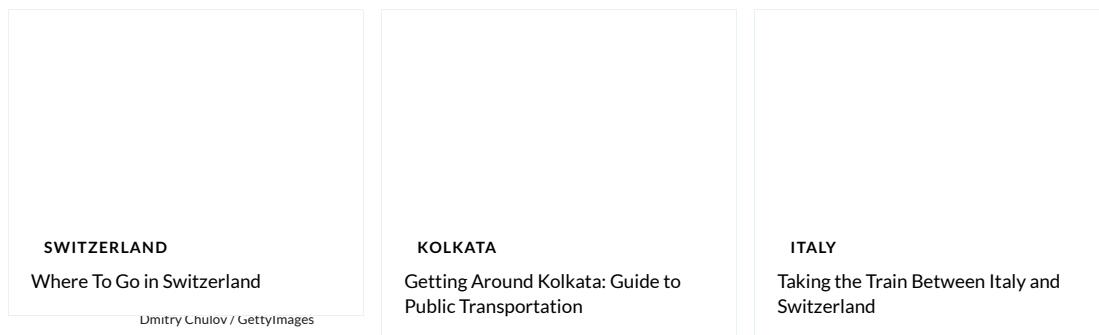 SWITZERLAND
Where To Go in Switzerland
Dmitry Chulov / GettyImages
KOLKATA
Getting Around Kolkata: Guide to
Public Transportation
ITALY
Taking the Train Between Italy and
Switzerland